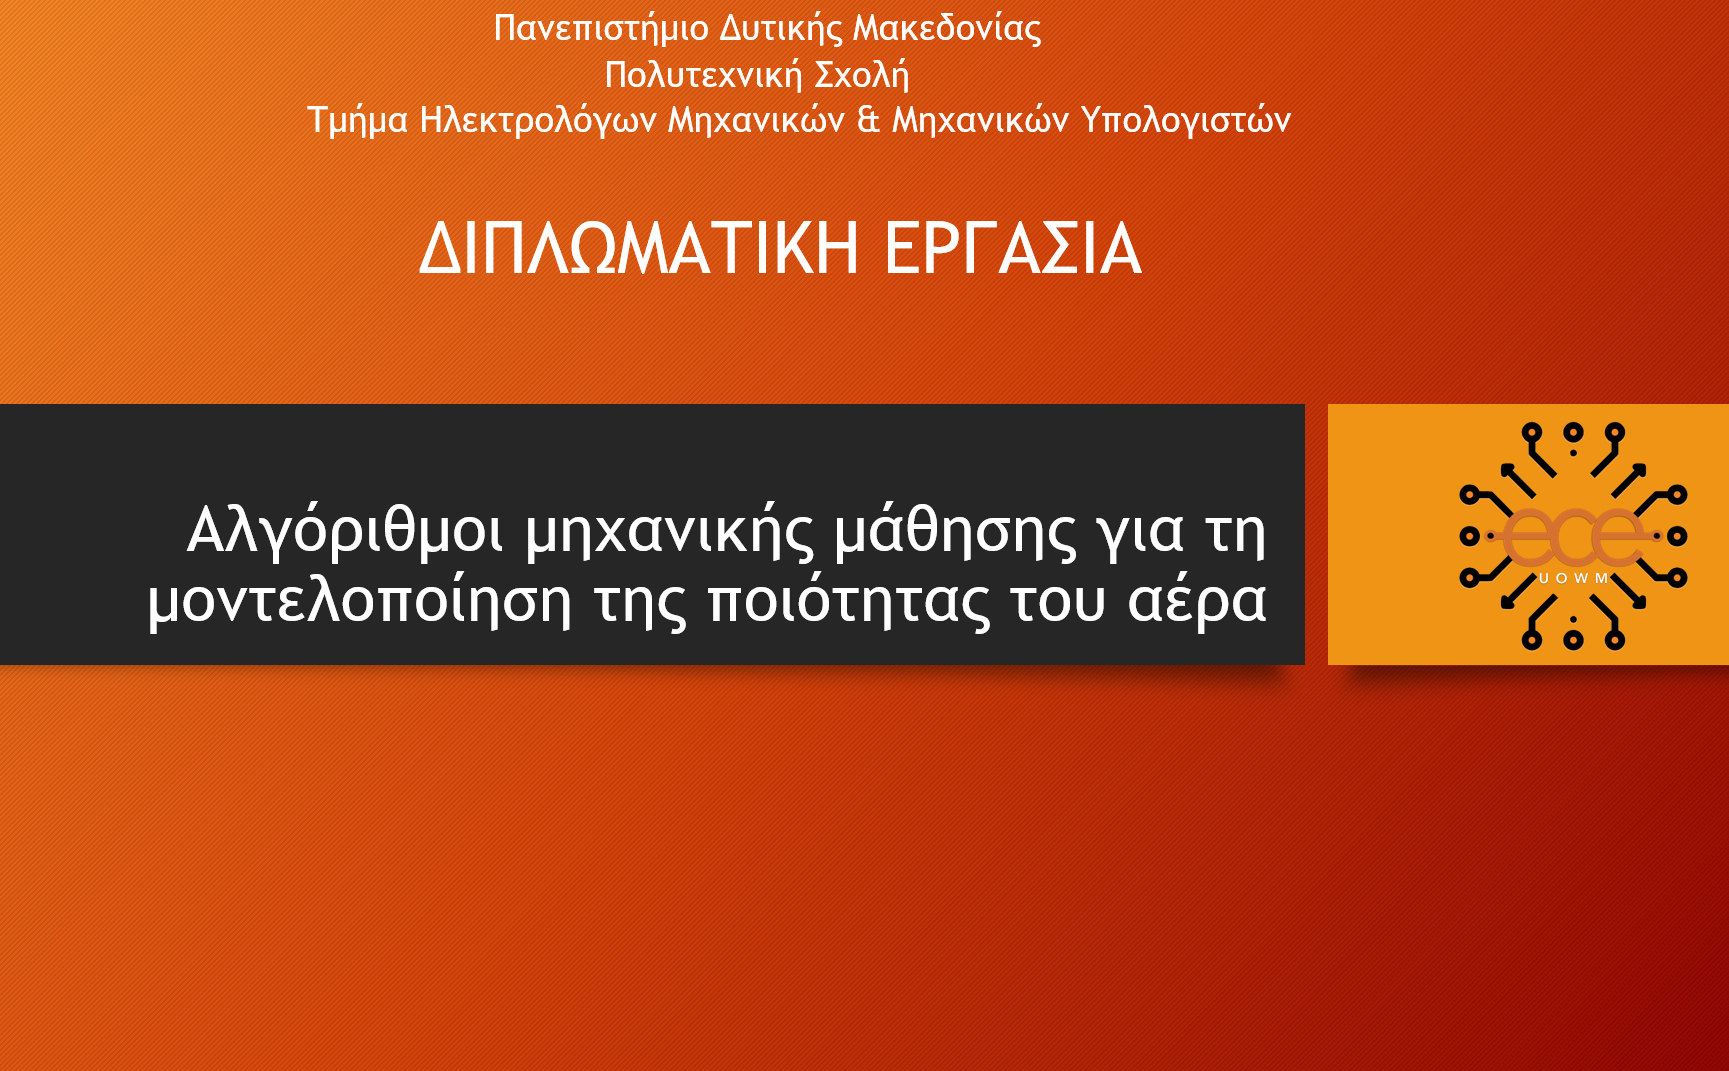 Πανεπιστήμιο Δυτικής Μακεδονίας
Πολυτεχνική Σχολή
Τμήμα Ηλεκτρολόγων Μηχανικών & Μηχανικών Υπολογιστών
ΔΙΠΛΩΜΑΤΙΚΗ ΕΡΓΑΣΙΑ
Αλγόριθμοι μηχανικής μάθησης για τη
μοντελοποίηση της ποιότητας του αέρα
ece
UOWM